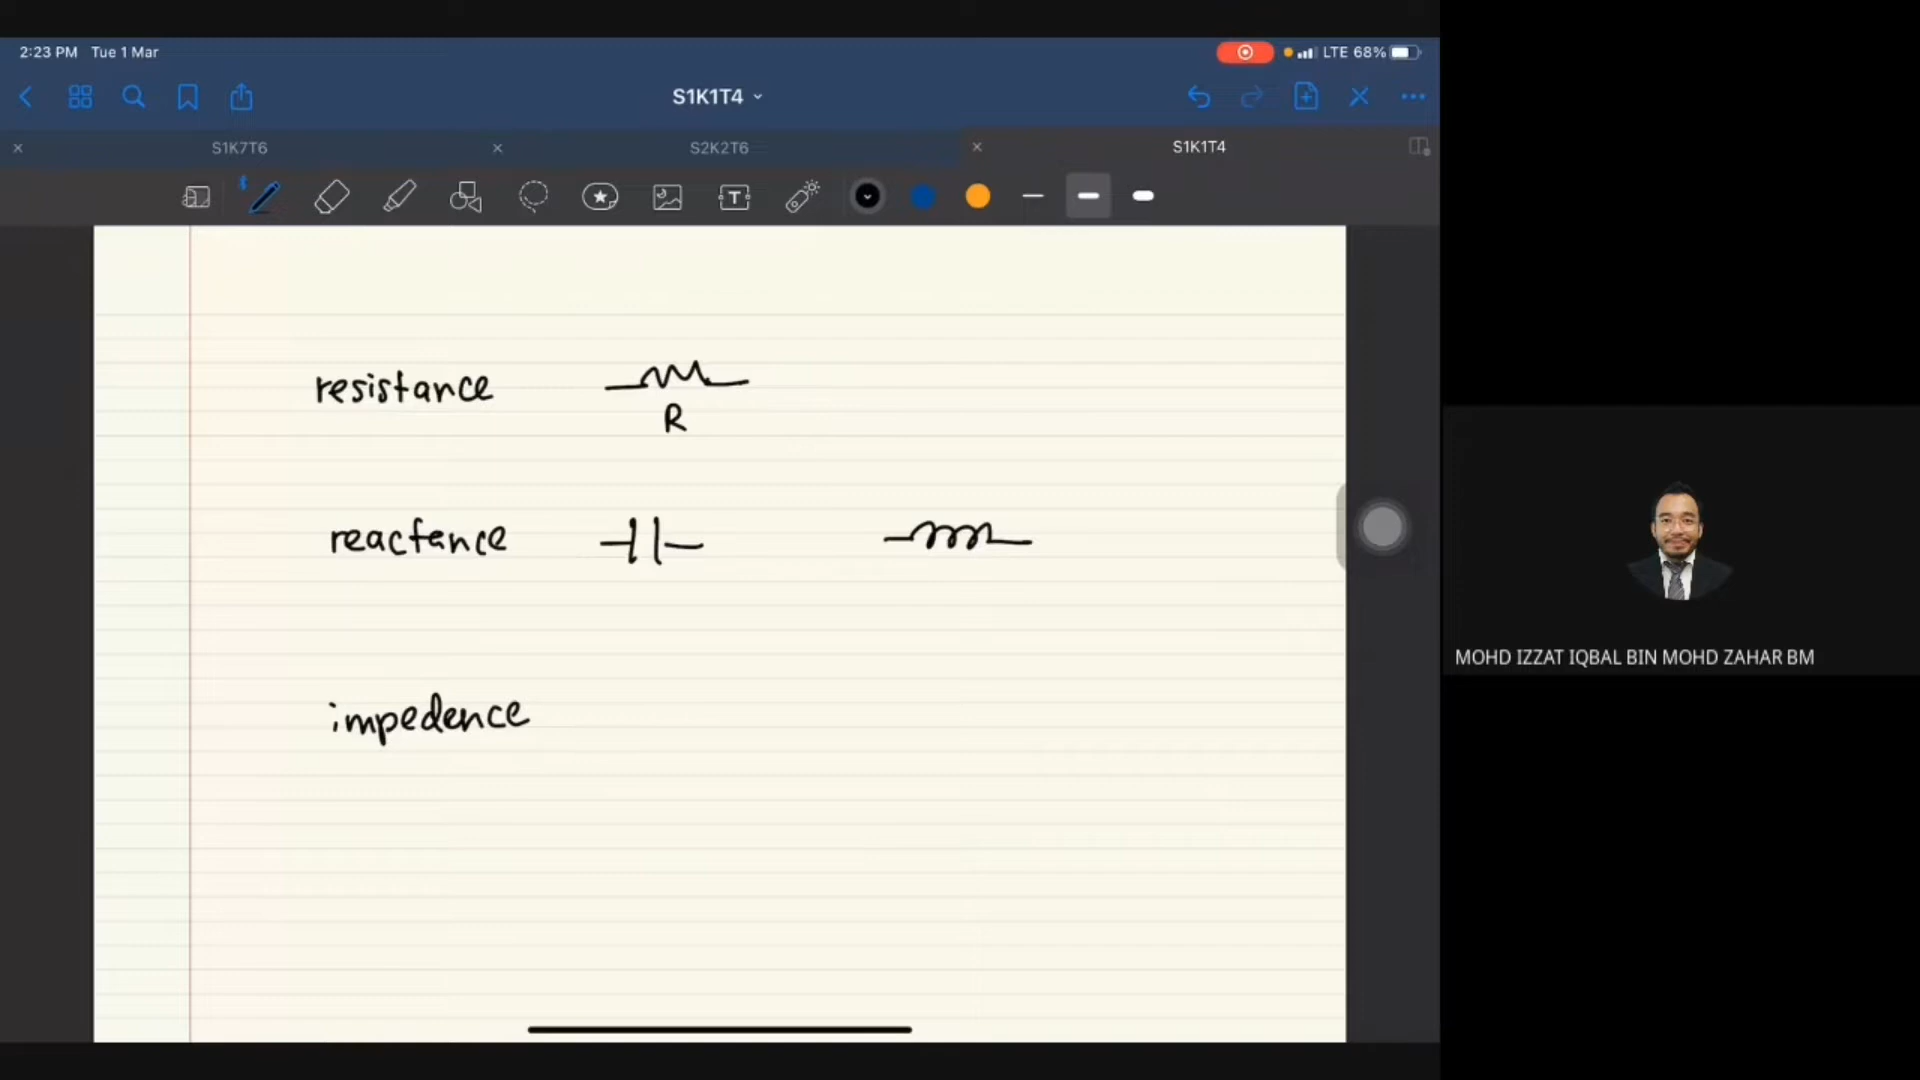 2:23 PM Tue 1 Mar
LTE 68%
S1K1T4
S1K7T6
S2K2T6
S1K1T4
T
resistance
R
reactance
impedence
MOHD IZZAT IQBAL BIN MOHD ZAHAR BM